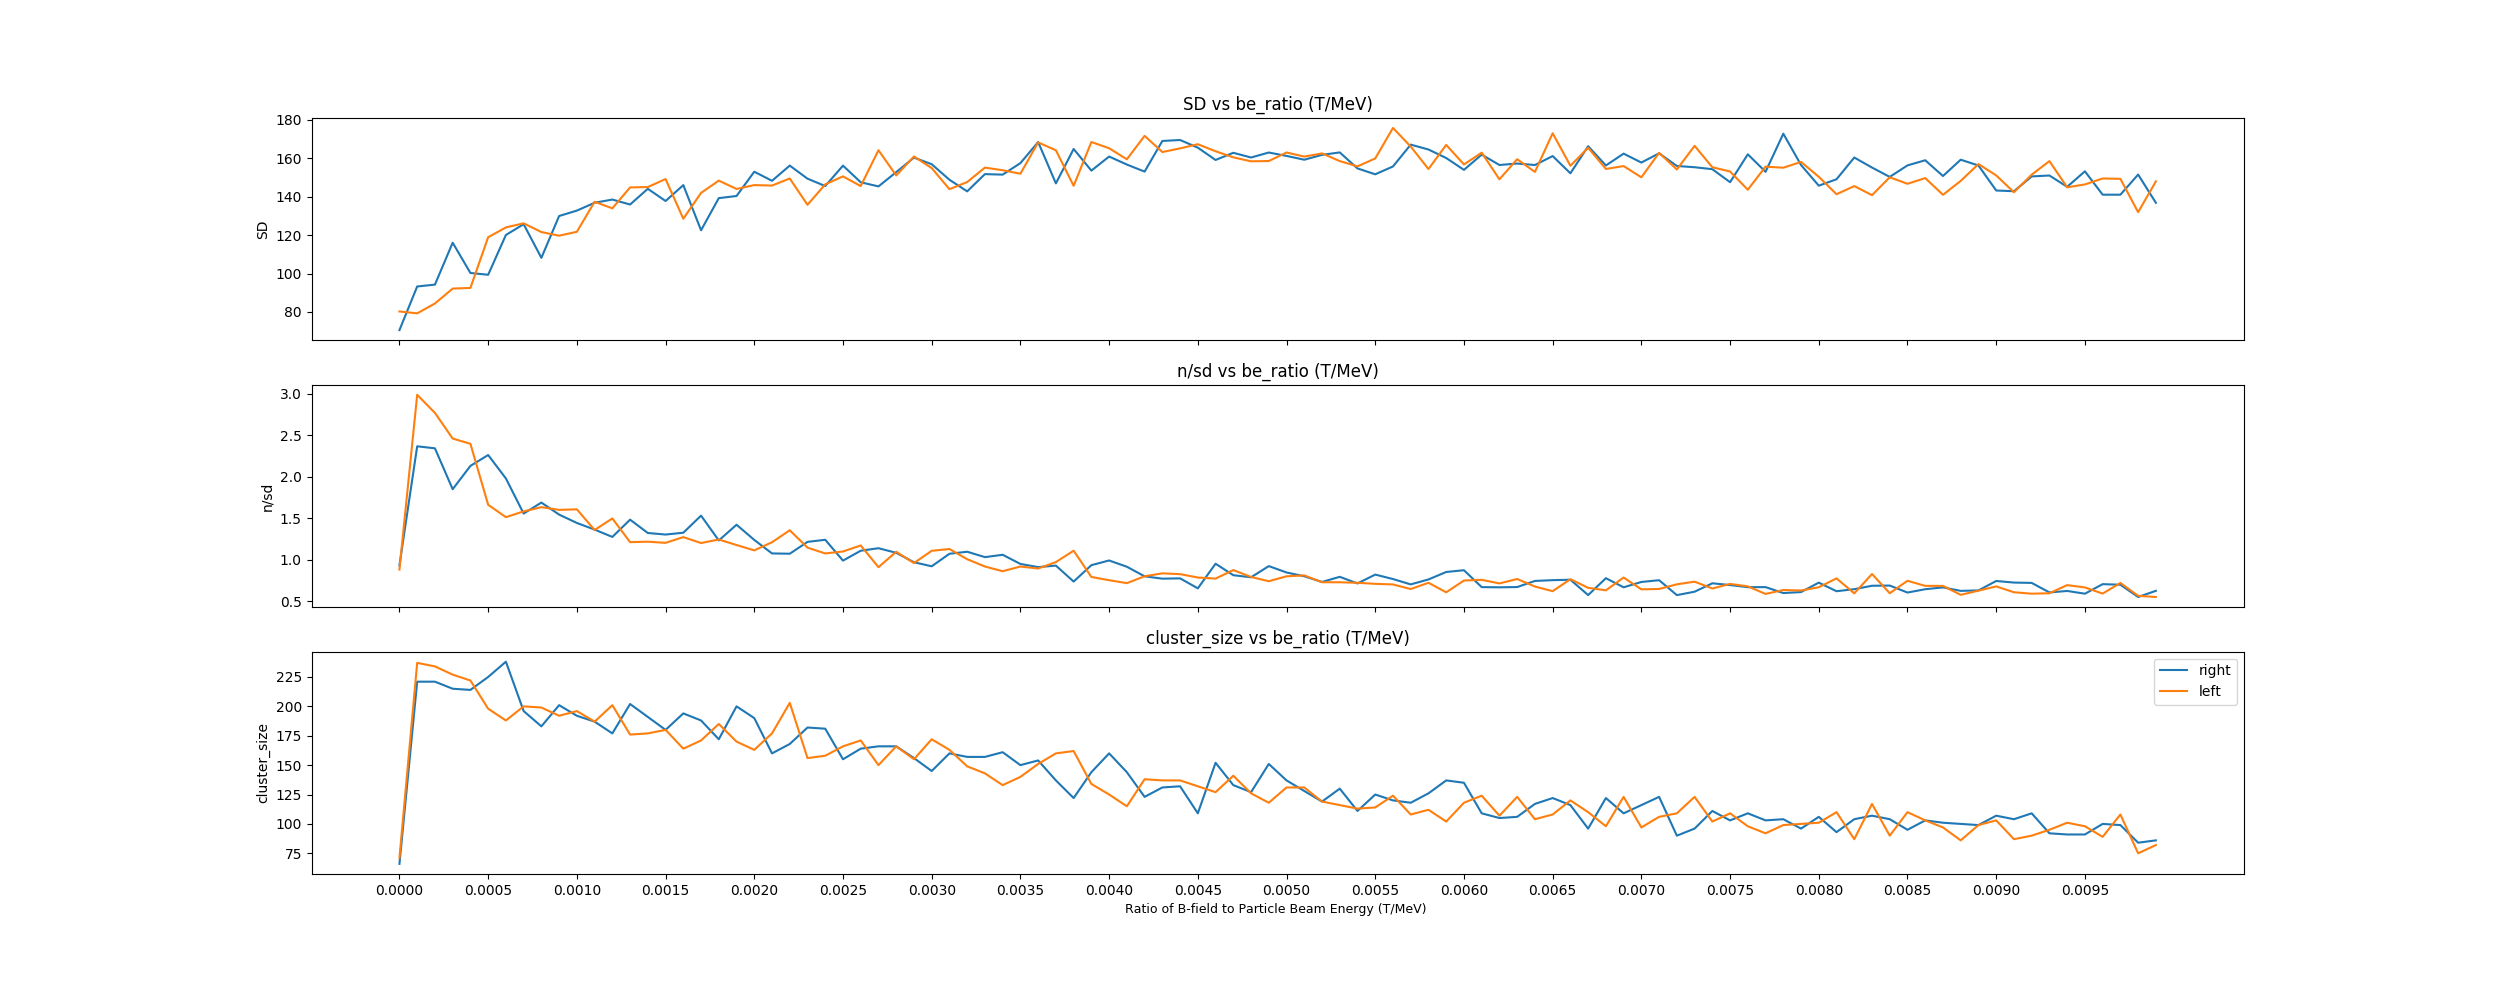 SD vs be_ratio (T/MeV)
180
160
140
120
100
80
SD
n/sd vs be_ratio (T/MeV)
3.0
2.5
2.0
1.5
1.0
0.5
n/sd
cluster_size vs be_ratio (T/MeV)
225
200
175
150
125
100
75
cluster_size
right
left
0.0000 0.0005 0.0010 0.0015 0.0020 0.0025 0.0030 0.0035 0.0040 0.0045 0.0050 0.0055 0.0060 0.0065 0.0070 0.0075 0.0080 0.0085 0.0090 0.0095
Ratio of B-field to Particle Beam Energy (T/MeV)